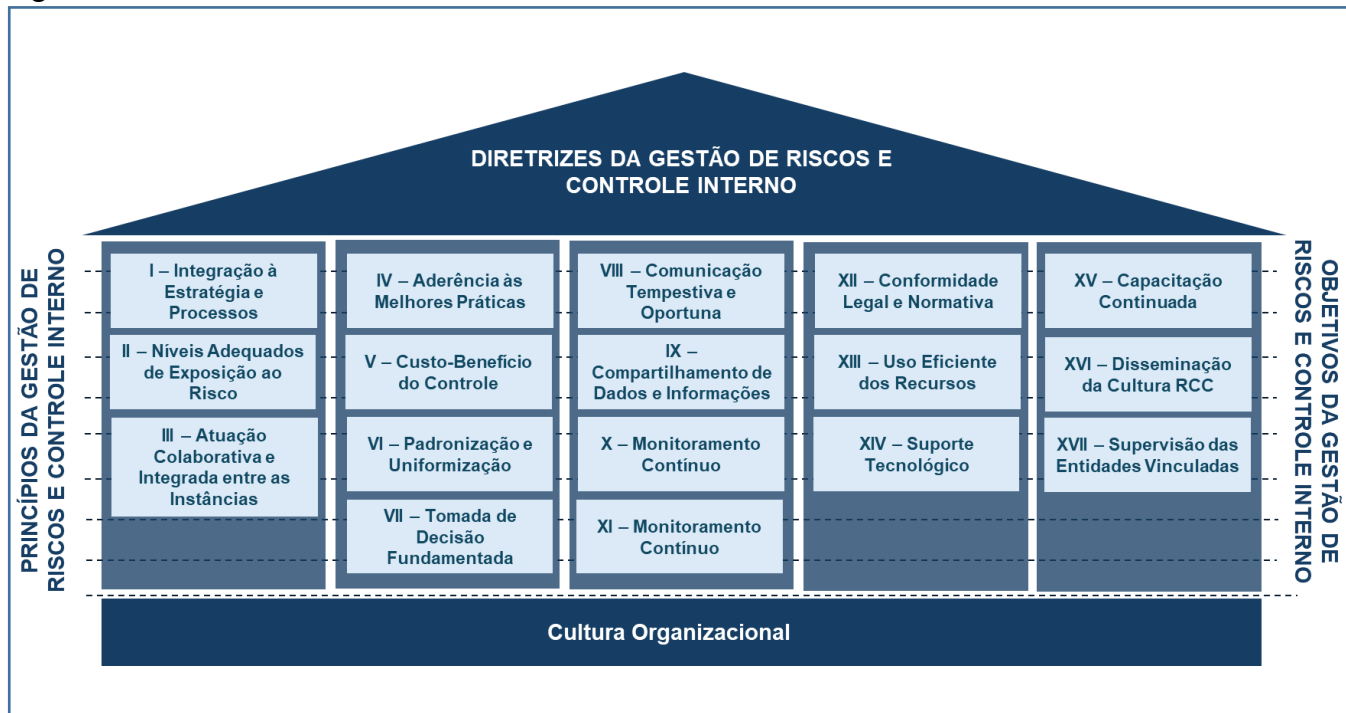 DIRETRIZES DA GESTÃO DE RISCOS E
CONTROLE INTERNO
PRINCÍPIOS DA GESTÃO DE
RISCOS E CONTROLE INTERNO
I – Integração à
Estratégia e
Processos
II – Níveis Adequados
de Exposição ao
Risco
III – Atuação
Colaborativa e
Integrada entre as
Instâncias
IV – Aderência às
Melhores Práticas
V – Custo-Benefício
do Controle
VI – Padronização e
Uniformização
VII – Tomada de
Decisão
Fundamentada
VIII – Comunicação
Tempestiva e
Oportuna
IX –
Compartilhamento de
Dados e Informações
X – Monitoramento
Contínuo
XI – Monitoramento
Contínuo
XII – Conformidade
Legal e Normativa
XIII – Uso Eficiente
dos Recursos
XIV – Suporte
Tecnológico
XV – Capacitação
Continuada
XVI – Disseminação
da Cultura RCC
XVII – Supervisão das
Entidades Vinculadas
OBJETIVOS DA GESTÃO DE
RISCOS E CONTROLE INTERNO
Cultura Organizacional